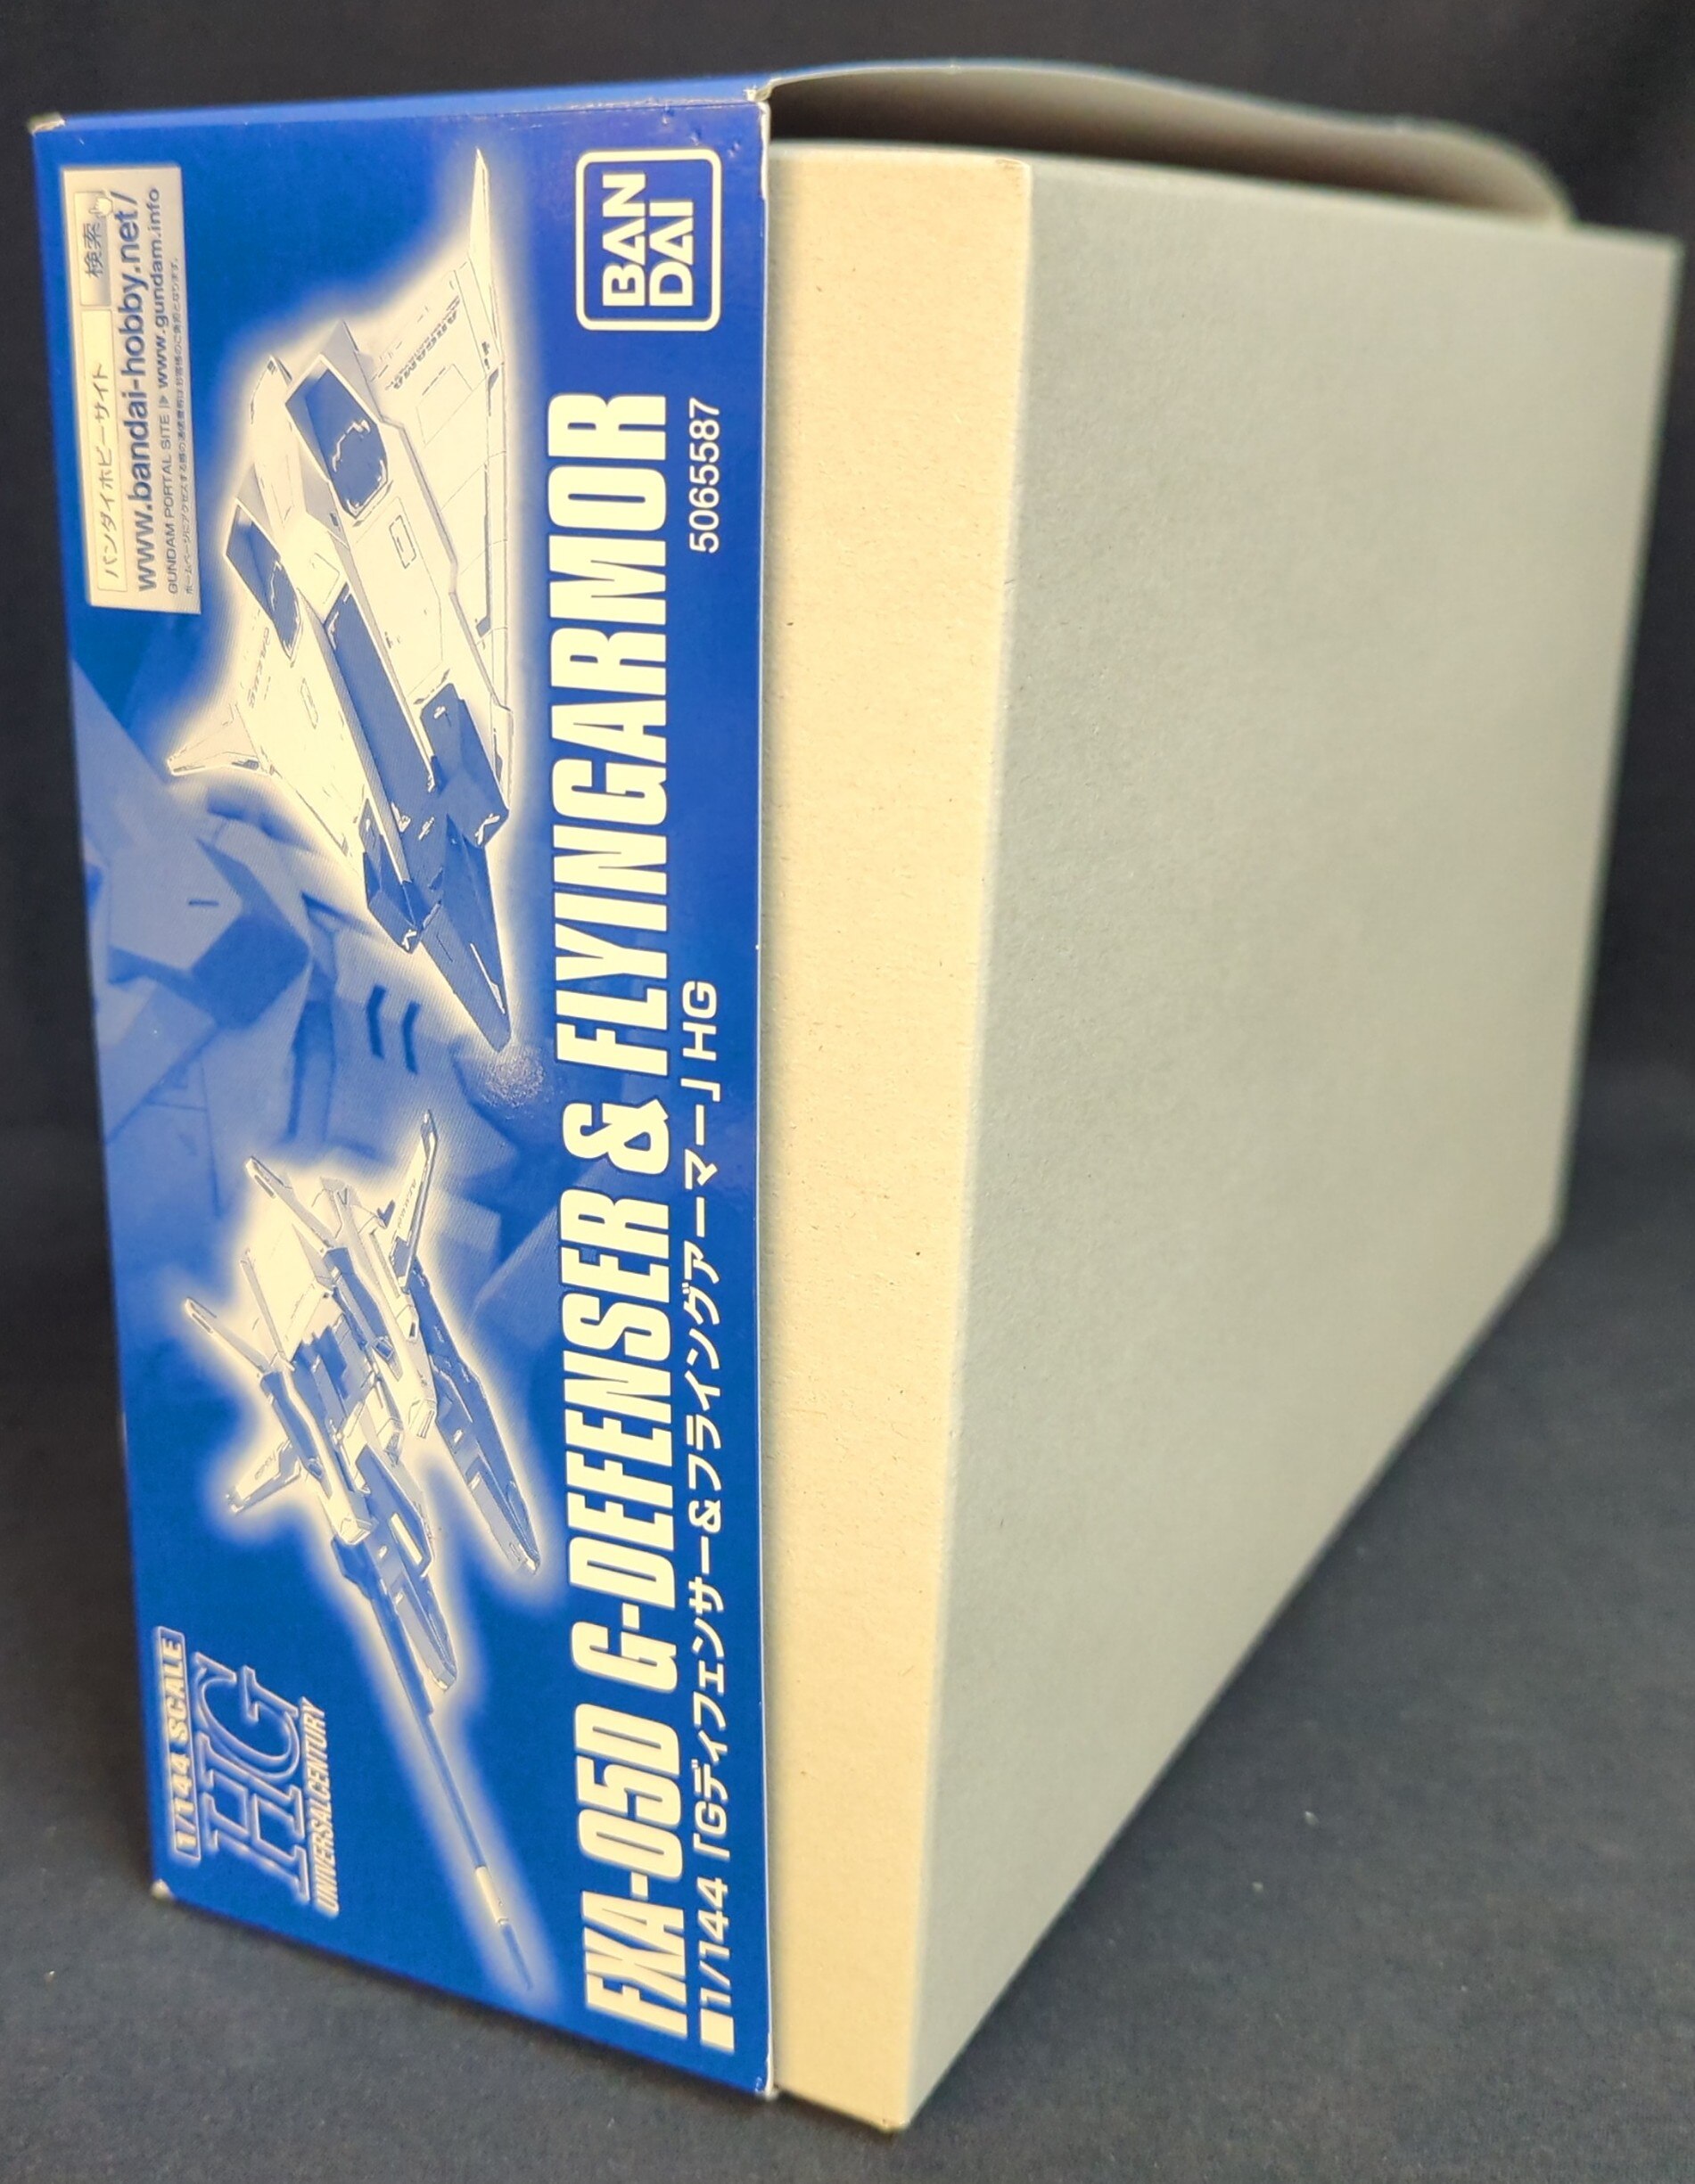 1/144 SCALE
HG
UNIVERSAL CENTURY
バンダイホビーサイト 検索
www.bandai-hobby.net/
GUNDAM PORTAL SITE www.gundam.info
BAN
DAI
FXA-05D G-DEFENSER & FLYINGARMOR
■1/144「Gディフェンサー&フライングアーマー」HG 5065587